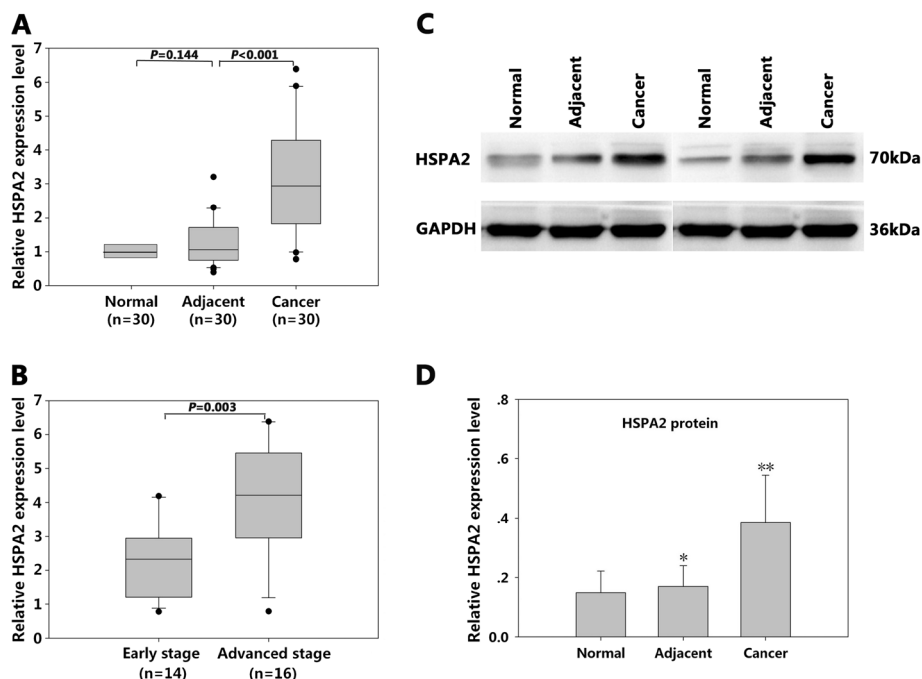 A
Relative HSPA2 expression level
7
6
5
4
3
2
1
0
P=0.144
P<0.001
Normal
(n=30)
Adjacent
(n=30)
Cancer
(n=30)
B
Relative HSPA2 expression level
7
6
5
4
3
2
1
0
P=0.003
Early stage
(n=14)
Advanced stage
(n=16)
C
Normal
Adjacent
Cancer
Normal
Adjacent
Cancer
HSPA2
70kDa
GAPDH
36kDa
D
Relative HSPA2 expression level
.8
.6
.4
.2
0.0
HSPA2 protein
*
**
Normal
Adjacent
Cancer